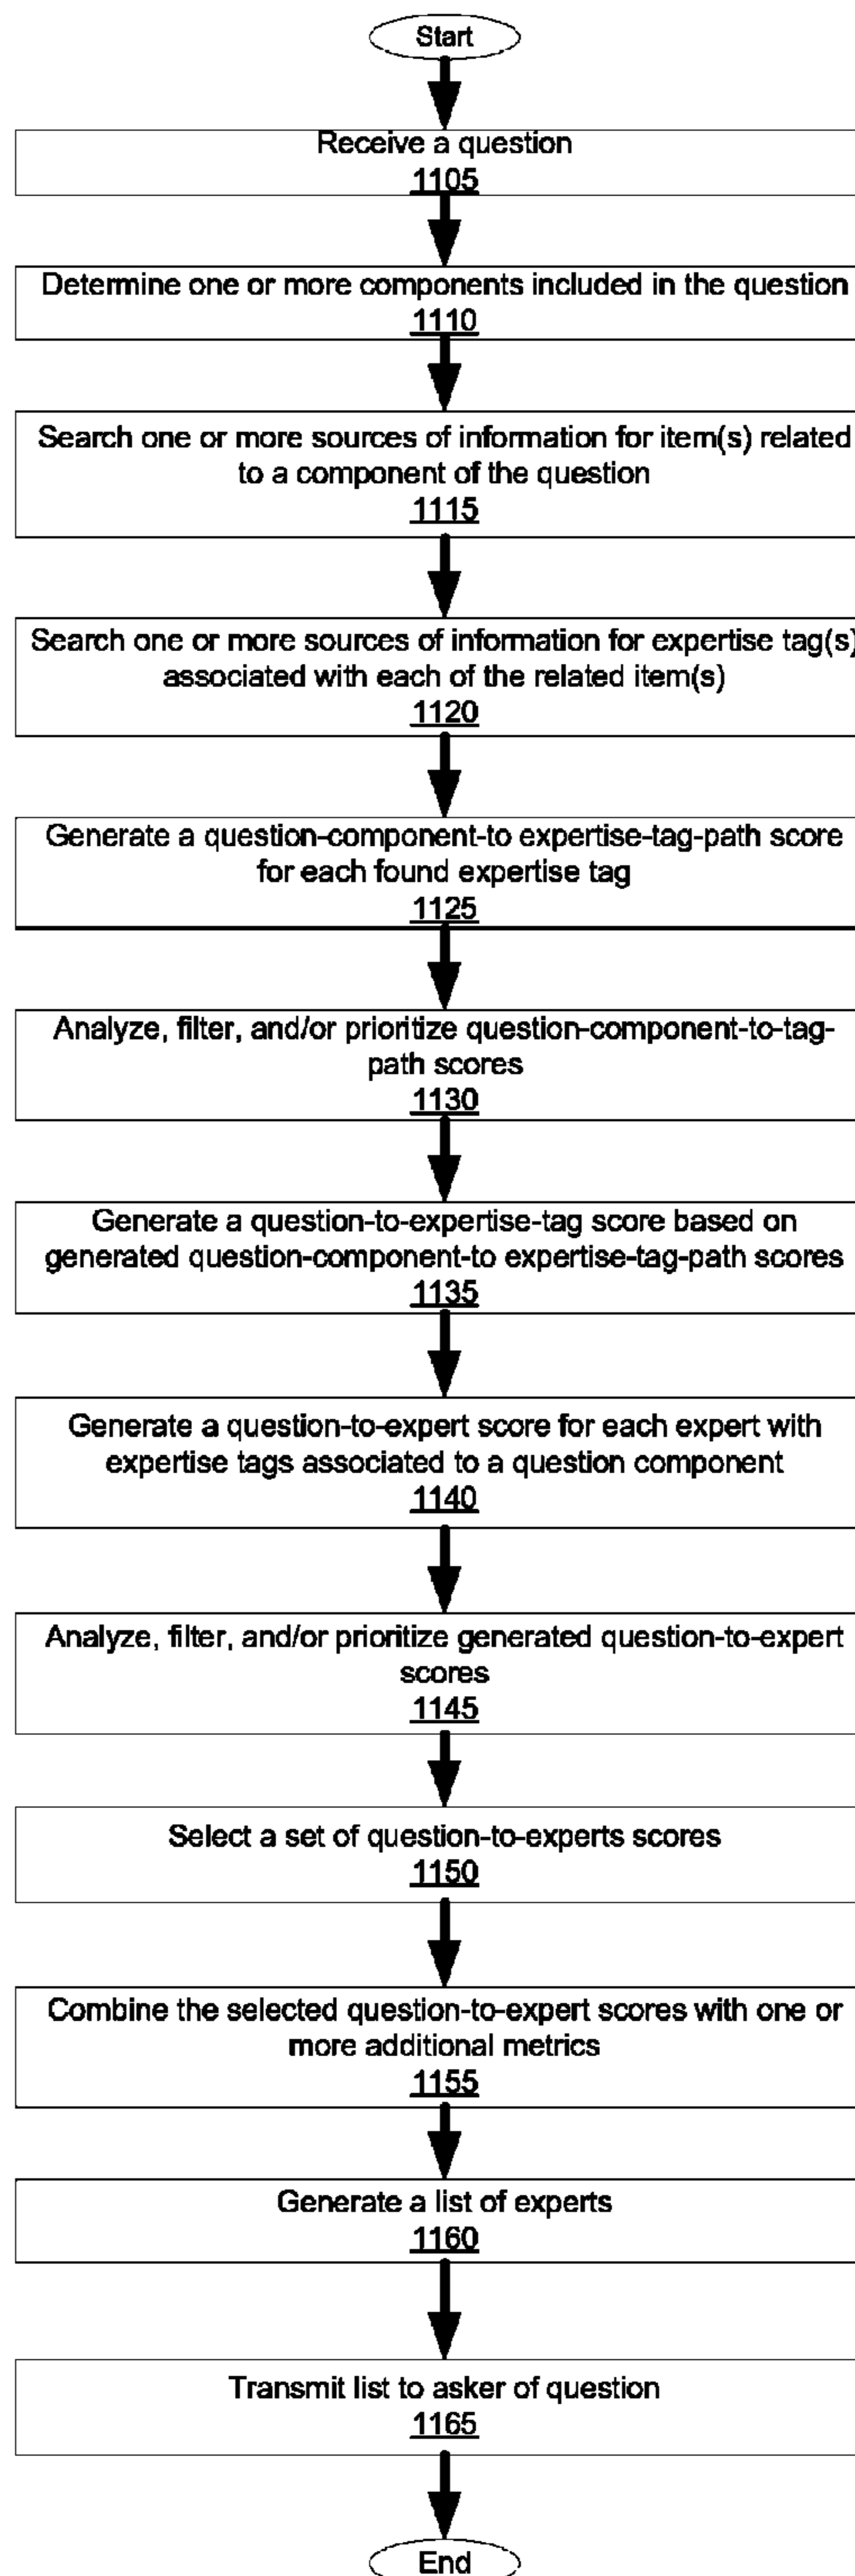 Start
Receive a question
1105
Determine one or more components included in the question
1110
Search one or more sources of information for item(s) related
to a component of the question
1115
Search one or more sources of information for expertise tag(s)
associated with each of the related item(s)
1120
Generate a question-component-to expertise-tag-path score
for each found expertise tag
1125
Analyze, filter, and/or prioritize question-component-to-tag-
path scores
1130
Generate a question-to-expertise-tag score based on
generated question-component-to expertise-tag-path scores
1135
Generate a question-to-expert score for each expert with
expertise tags associated to a question component
1140
Analyze, filter, and/or prioritize generated question-to-expert
scores
1145
Select a set of question-to-experts scores
1150
Combine the selected question-to-expert scores with one or
more additional metrics
1155
Generate a list of experts
1160
Transmit list to asker of question
1165
End